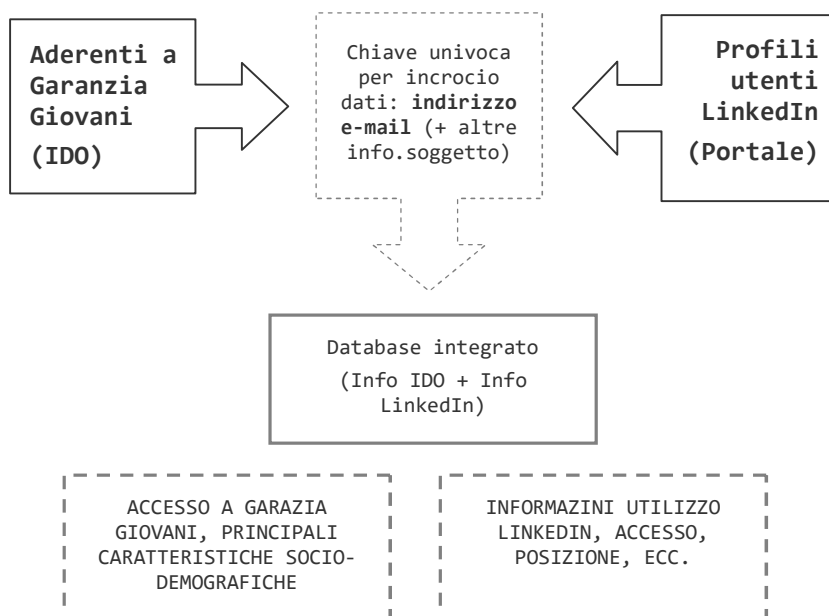 Aderenti a
Garanzia
Giovani
(IDO)
Chiave univoca
per incrocio
dati: indirizzo
e-mail (+ altre
info.soggetto)
Profili
utenti
LinkedIn
(Portale)
Database integrato
(Info IDO + Info
LinkedIn)
ACCESSO A GARAZIA
GIOVANI, PRINCIPALI
CARATTERISTICHE SOCIO-
DEMOGRAFICHE
INFORMAZINI UTILIZZO
LINKEDIN, ACCESSO,
POSIZIONE, ECC.